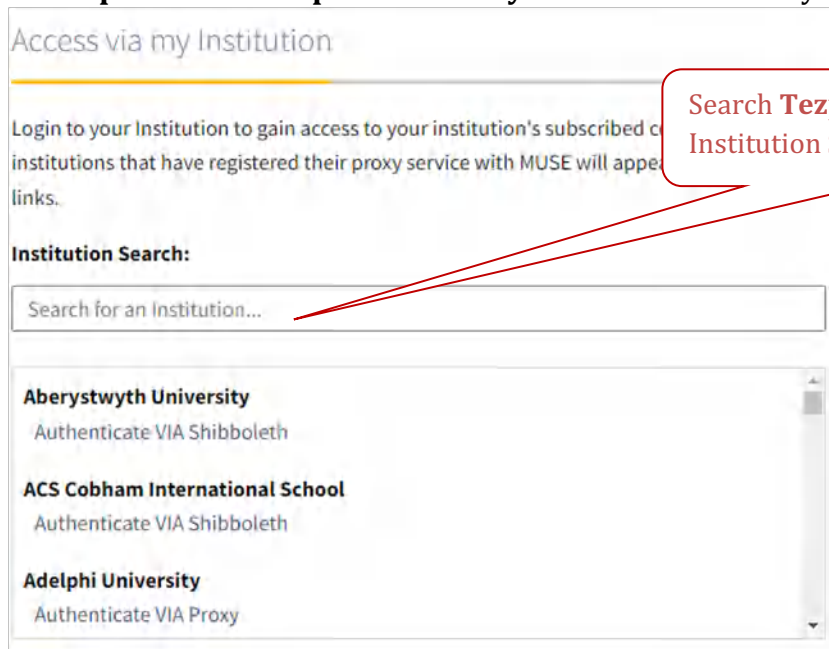 Access via my Institution
Search Tez
Institution
Login to your Institution to gain access to your institution's subscribed
institutions that have registered their proxy service with MUSE will appea
links.
Institution Search:
Search for an Institution...
Aberystwyth University
Authenticate VIA Shibboleth
ACS Cobham International School
Authenticate VIA Shibboleth
Adelphi University
Authenticate VIA Proxy